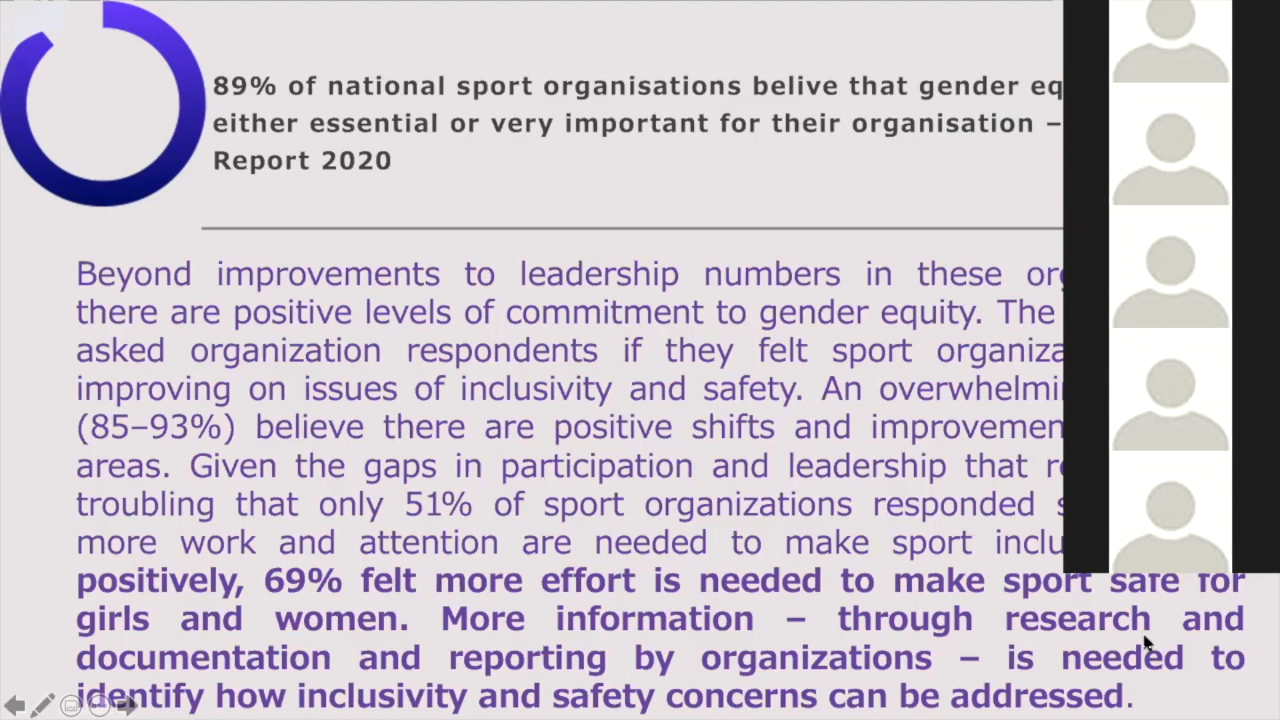 89% of national sport organisations belive that gender eq
either essential or very important for their organisation –
Report 2020
Beyond improvements to leadership numbers in these
there are positive levels of commitment to gender equity. The
asked organization respondents if they felt sport
improving on issues of inclusivity and safety. An
(85–93%) believe there are positive shifts and
areas. Given the gaps in participation and leadership that
troubling that only 51% of sport organizations responded
more work and attention are needed to make sport
positively, 69% felt more effort is needed to make sport safe for
girls and women. More information – through research and
documentation and reporting by organizations – is needed to
identify how inclusivity and safety concerns can be addressed.